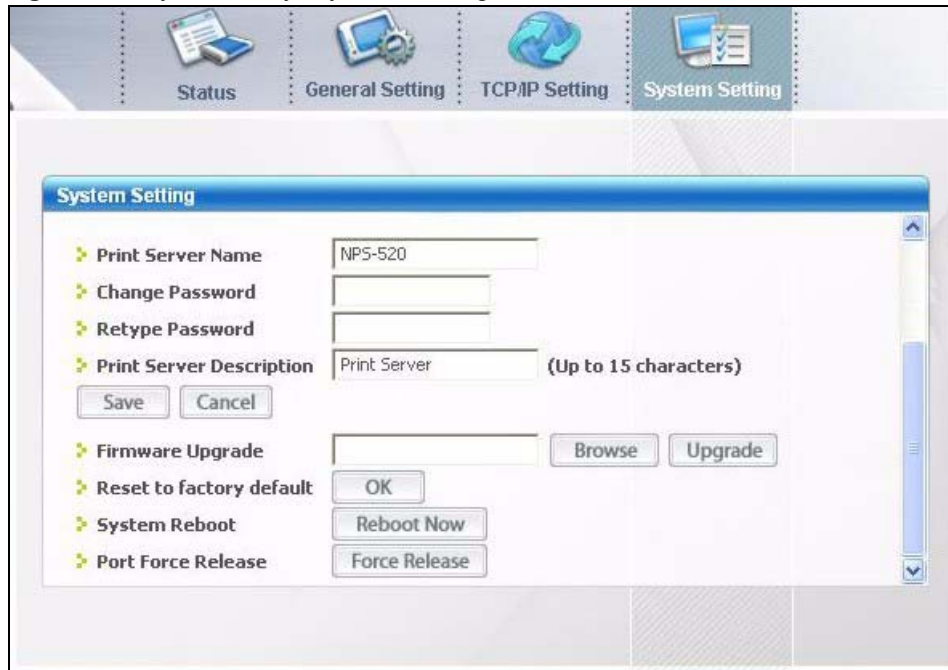 Status General Setting TCP/IP Setting System Setting
System Setting
Print Server Name NPS-520
Change Password
Retype Password
Print Server Description Print Server (Up to 15 characters)
Save Cancel
Firmware Upgrade Browse Upgrade
Reset to factory default OK
System Reboot Reboot Now
Port Force Release Force Release